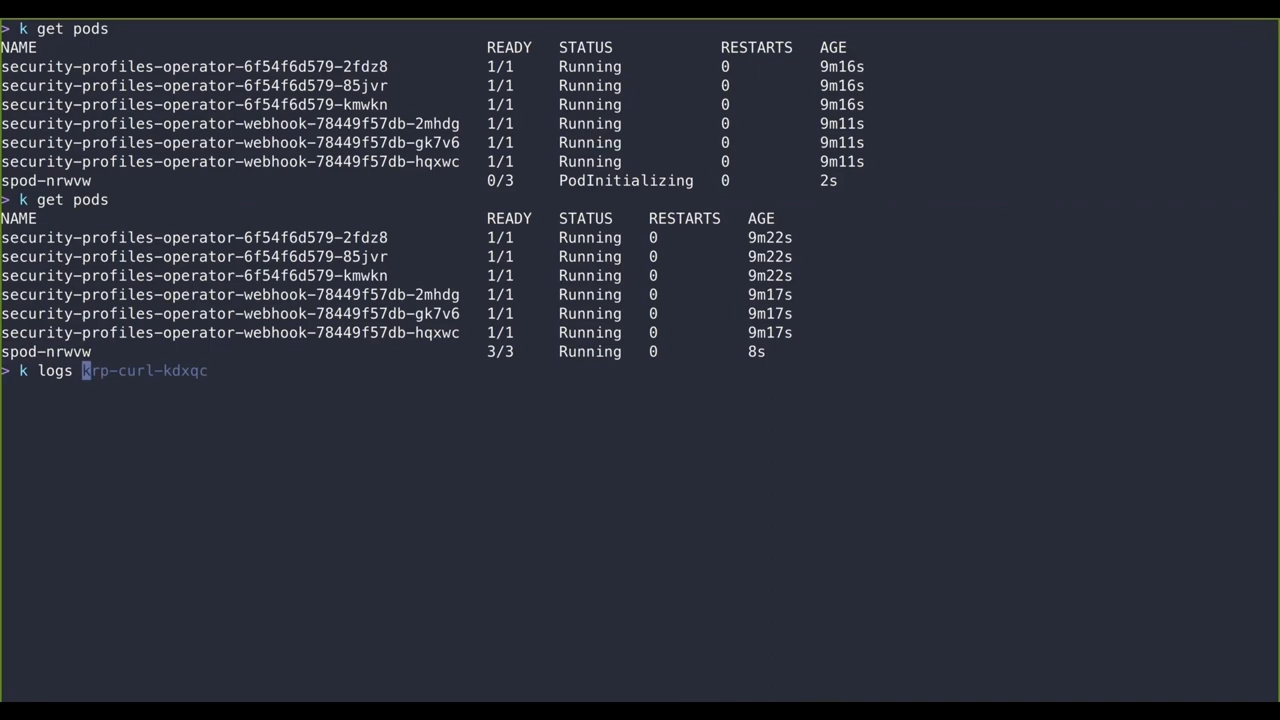 > k get pods
NAME READY STATUS RESTARTS AGE
security-profiles-operator-6f54f6d579-2fdz8 1/1 Running 0 9m16s
security-profiles-operator-6f54f6d579-85jvr 1/1 Running 0 9m16s
security-profiles-operator-6f54f6d579-kmwkn 1/1 Running 0 9m16s
security-profiles-operator-webhook-78449f57db-2mhdg 1/1 Running 0 9m11s
security-profiles-operator-webhook-78449f57db-gk7v6 1/1 Running 0 9m11s
security-profiles-operator-webhook-78449f57db-hqxwc 1/1 Running 0 9m11s
spod-nrwvw 0/3 PodInitializing 0 2s
> k get pods
NAME READY STATUS RESTARTS AGE
security-profiles-operator-6f54f6d579-2fdz8 1/1 Running 0 9m22s
security-profiles-operator-6f54f6d579-85jvr 1/1 Running 0 9m22s
security-profiles-operator-6f54f6d579-kmwkn 1/1 Running 0 9m22s
security-profiles-operator-webhook-78449f57db-2mhdg 1/1 Running 0 9m17s
security-profiles-operator-webhook-78449f57db-gk7v6 1/1 Running 0 9m17s
security-profiles-operator-webhook-78449f57db-hqxwc 1/1 Running 0 9m17s
spod-nrwvw 3/3 Running 0 8s
> k logs krp-curl-kdxqc